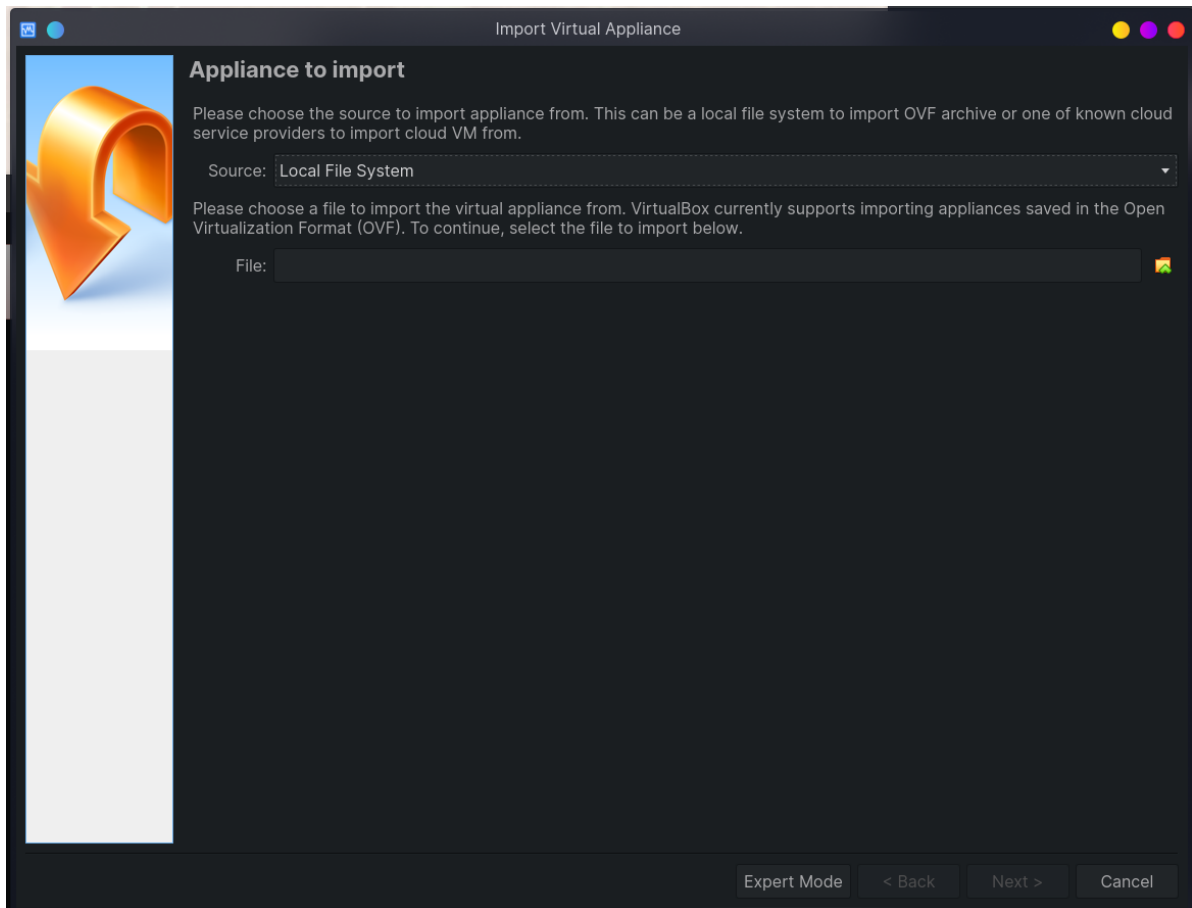 Import Virtual Appliance
Appliance to import
Please choose the source to import appliance from. This can be a local file system to import OVF archive or one of known cloud
service providers to import cloud VM from.
Source: Local File System
Please choose a file to import the virtual appliance from. VirtualBox currently supports importing appliances saved in the Open
Virtualization Format (OVF). To continue, select the file to import below.
File:
Expert Mode < Back Next > Cancel